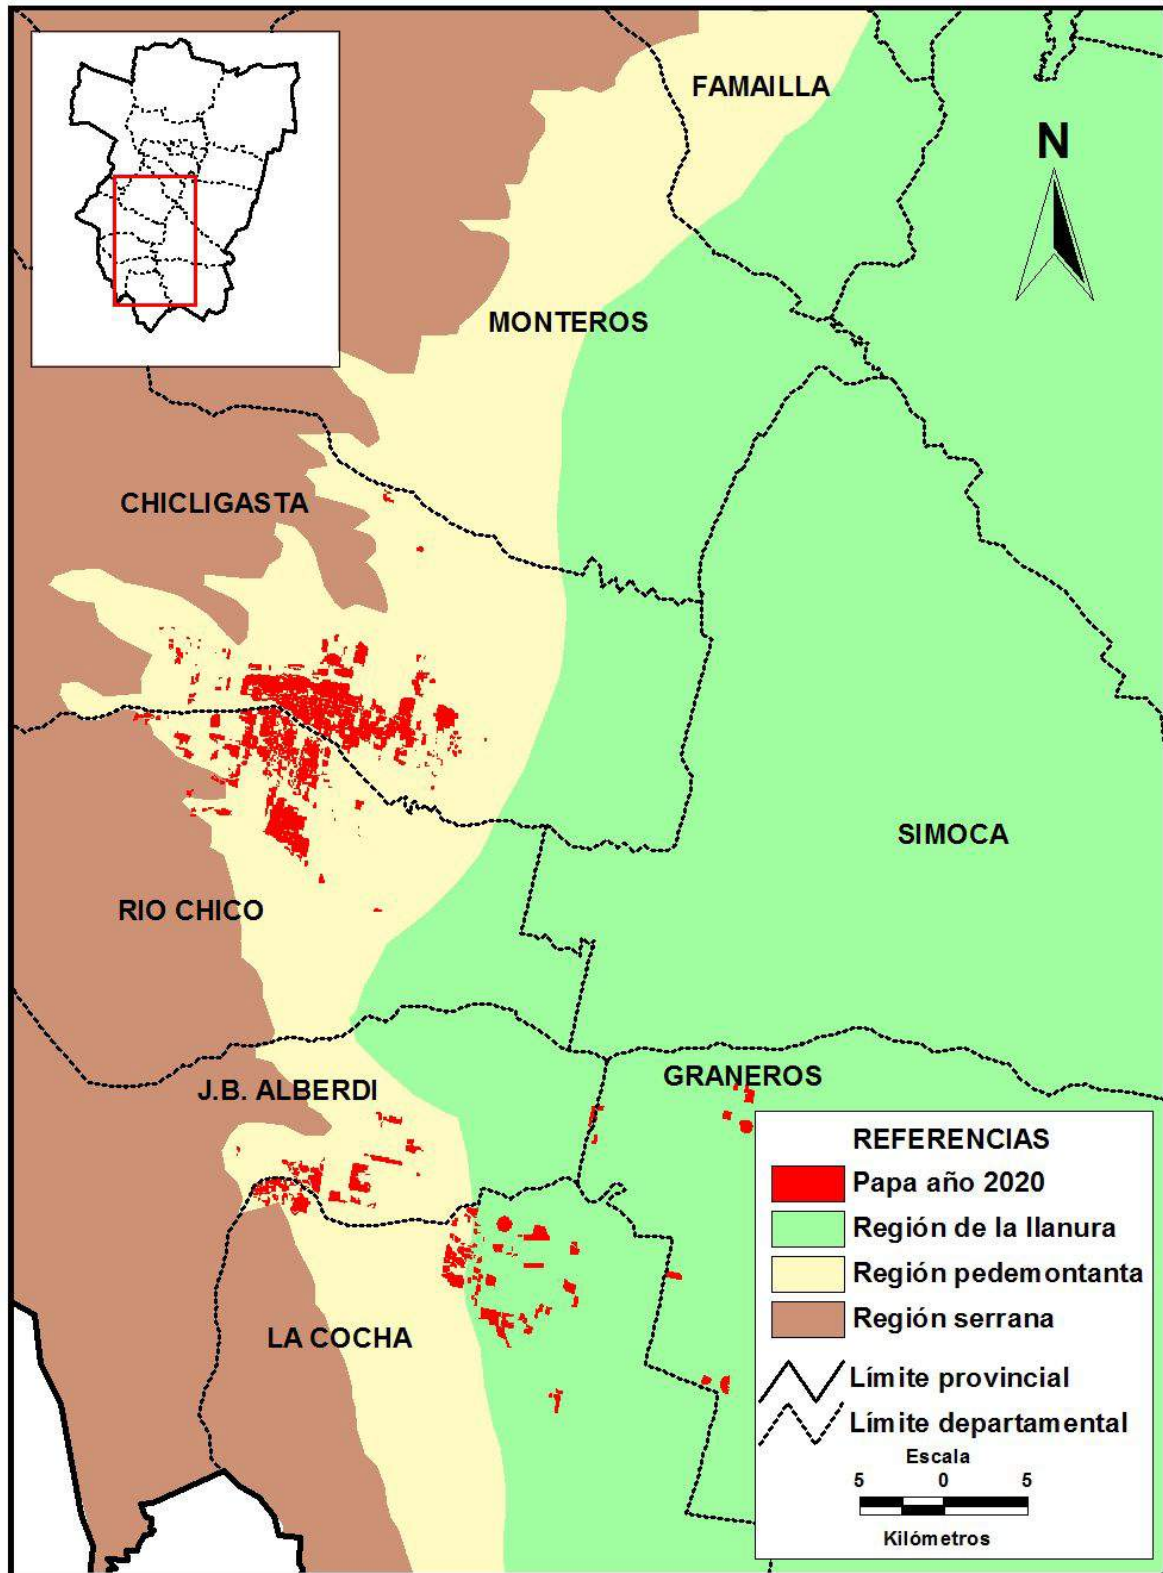 FAMAILLA
N
MONTEROS
CHICLIGASTA
SIMOCA
RIO CHICO
GRANEROS
J.B. ALBERDI
LA COCHA
REFERENCIAS
Papa año 2020
Región de la llanura
Región pedemontanta
Región serrana
Límite provincial
Límite departamental
Escala
5 0 5
Kilómetros